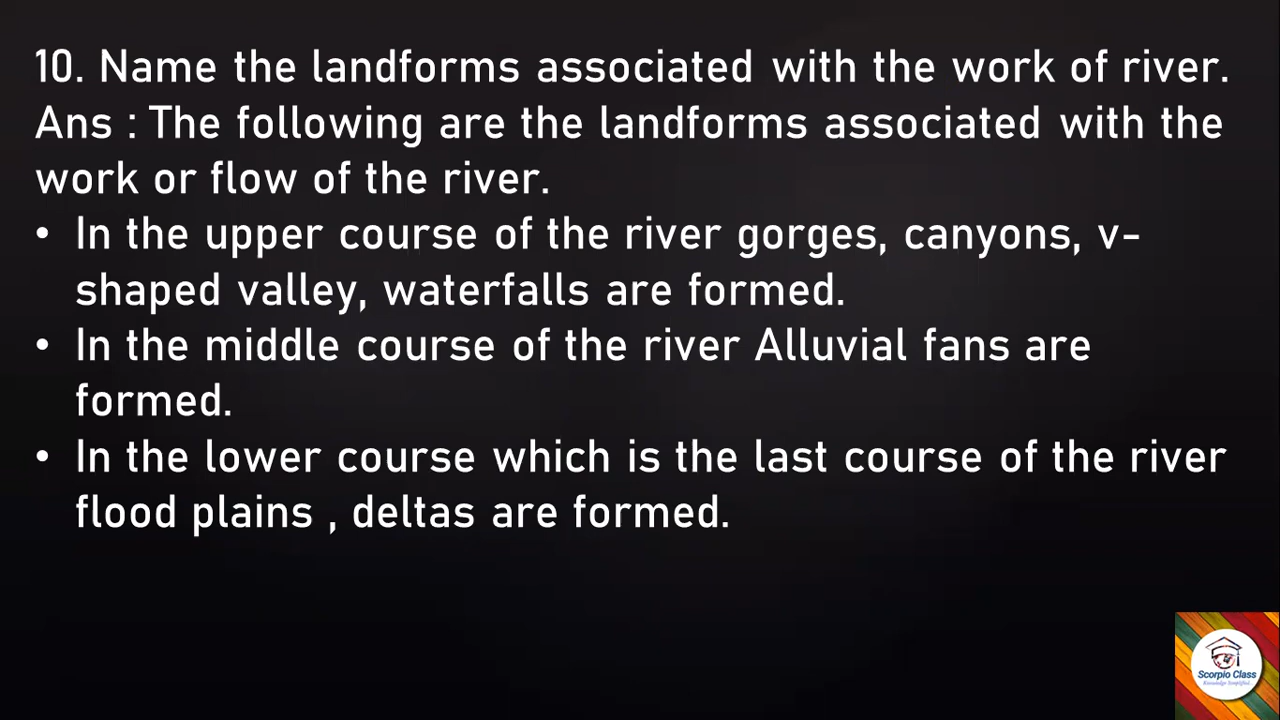 10. Name the landforms associated with the work of river.
Ans : The following are the landforms associated with the
work or flow of the river.
• In the upper course of the river gorges, canyons, v-
shaped valley, waterfalls are formed.
• In the middle course of the river Alluvial fans are
formed.
• In the lower course which is the last course of the river
flood plains , deltas are formed.
Scorpio Class
Knowledge Simplified.